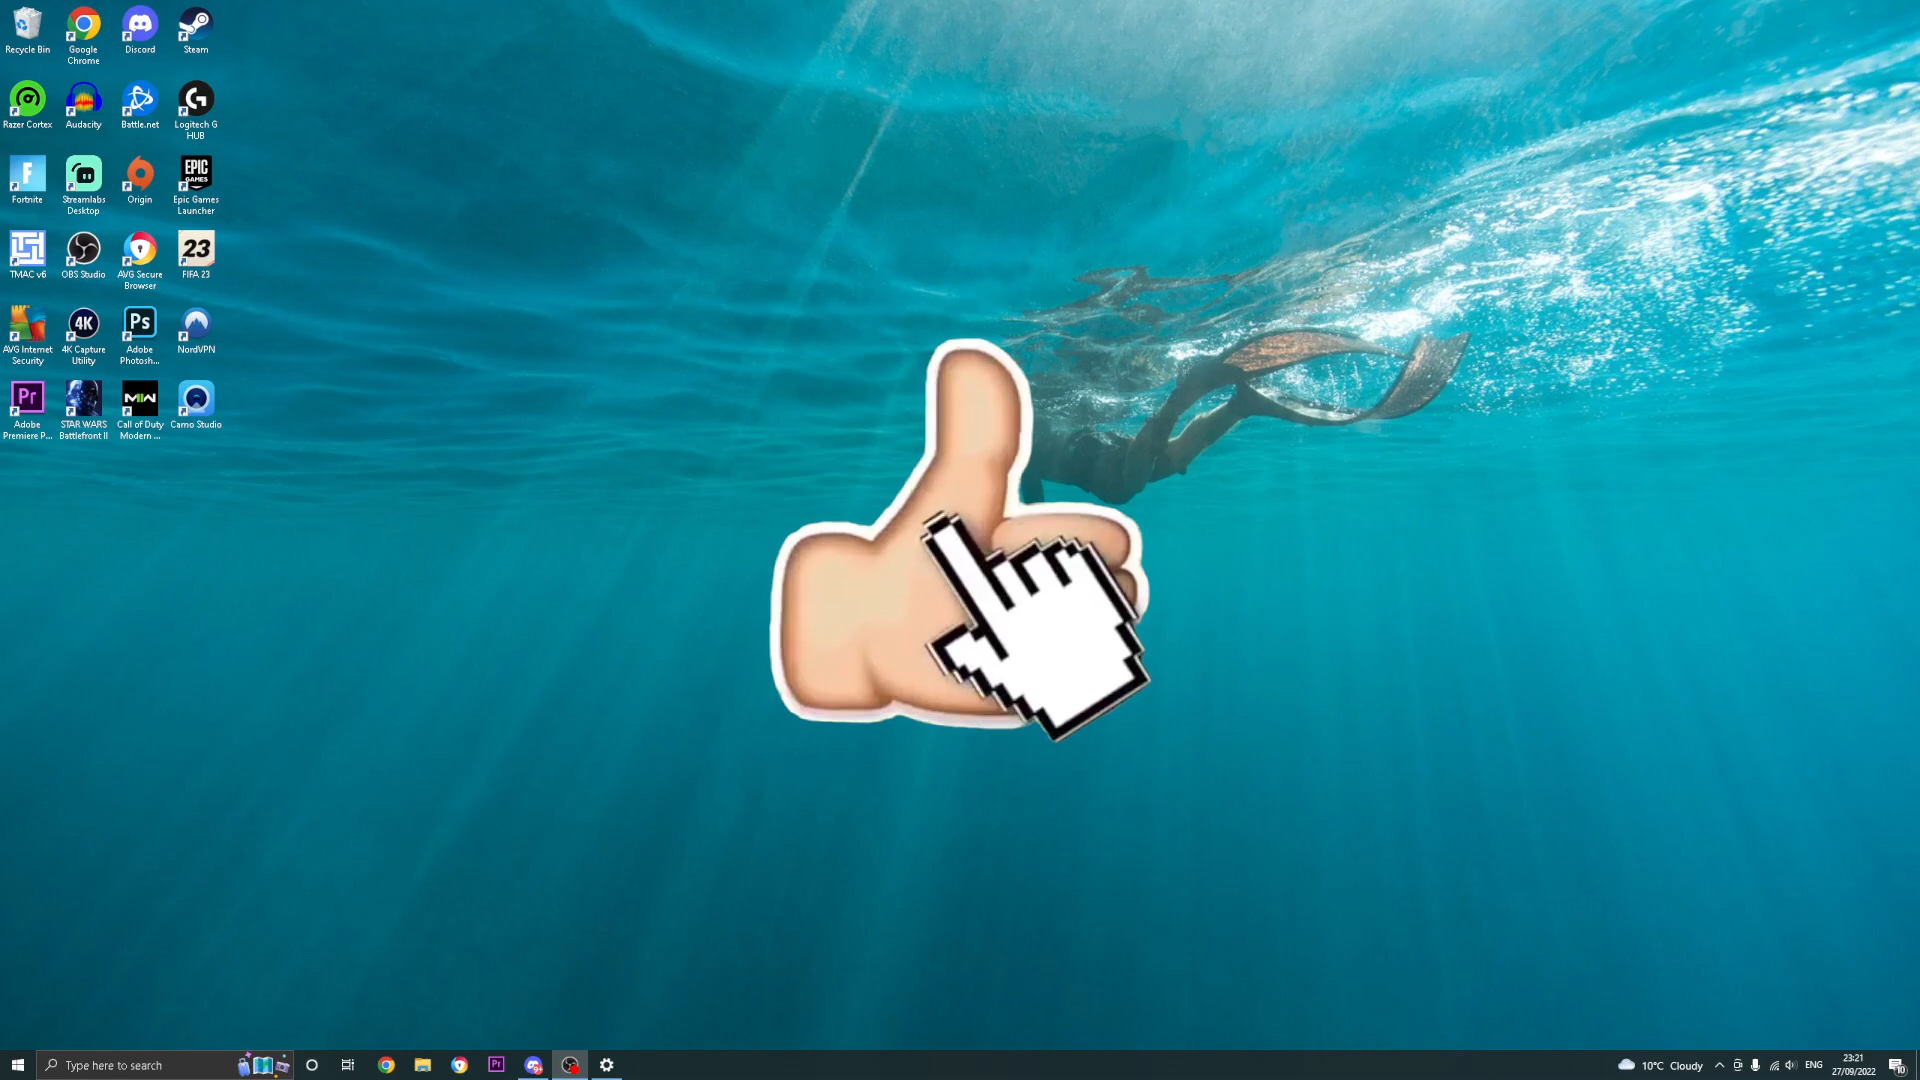 Recycle Bin
Google
Chrome
Discord
Steam
Razer Cortex
Audacity
Battle.net
Logitech G
HUB
F
EPIC
GAMES
Fortnite
Streamlabs
Desktop
Origin
Epic Games
Launcher
23
TMAC v6
OBS Studio
AVG Secure
Browser
FIFA 23
4K
Ps
AVG Internet
Security
4K Capture
Utility
Adobe
Photosh...
NordVPN
Pr
MW
Adobe
Premiere P...
STAR WARS
Battlefront II
Call of Duty
Modern ...
Camo Studio
Type here to search
Pr
9+
10°C Cloudy
ENG
23:21
27/09/2022
10